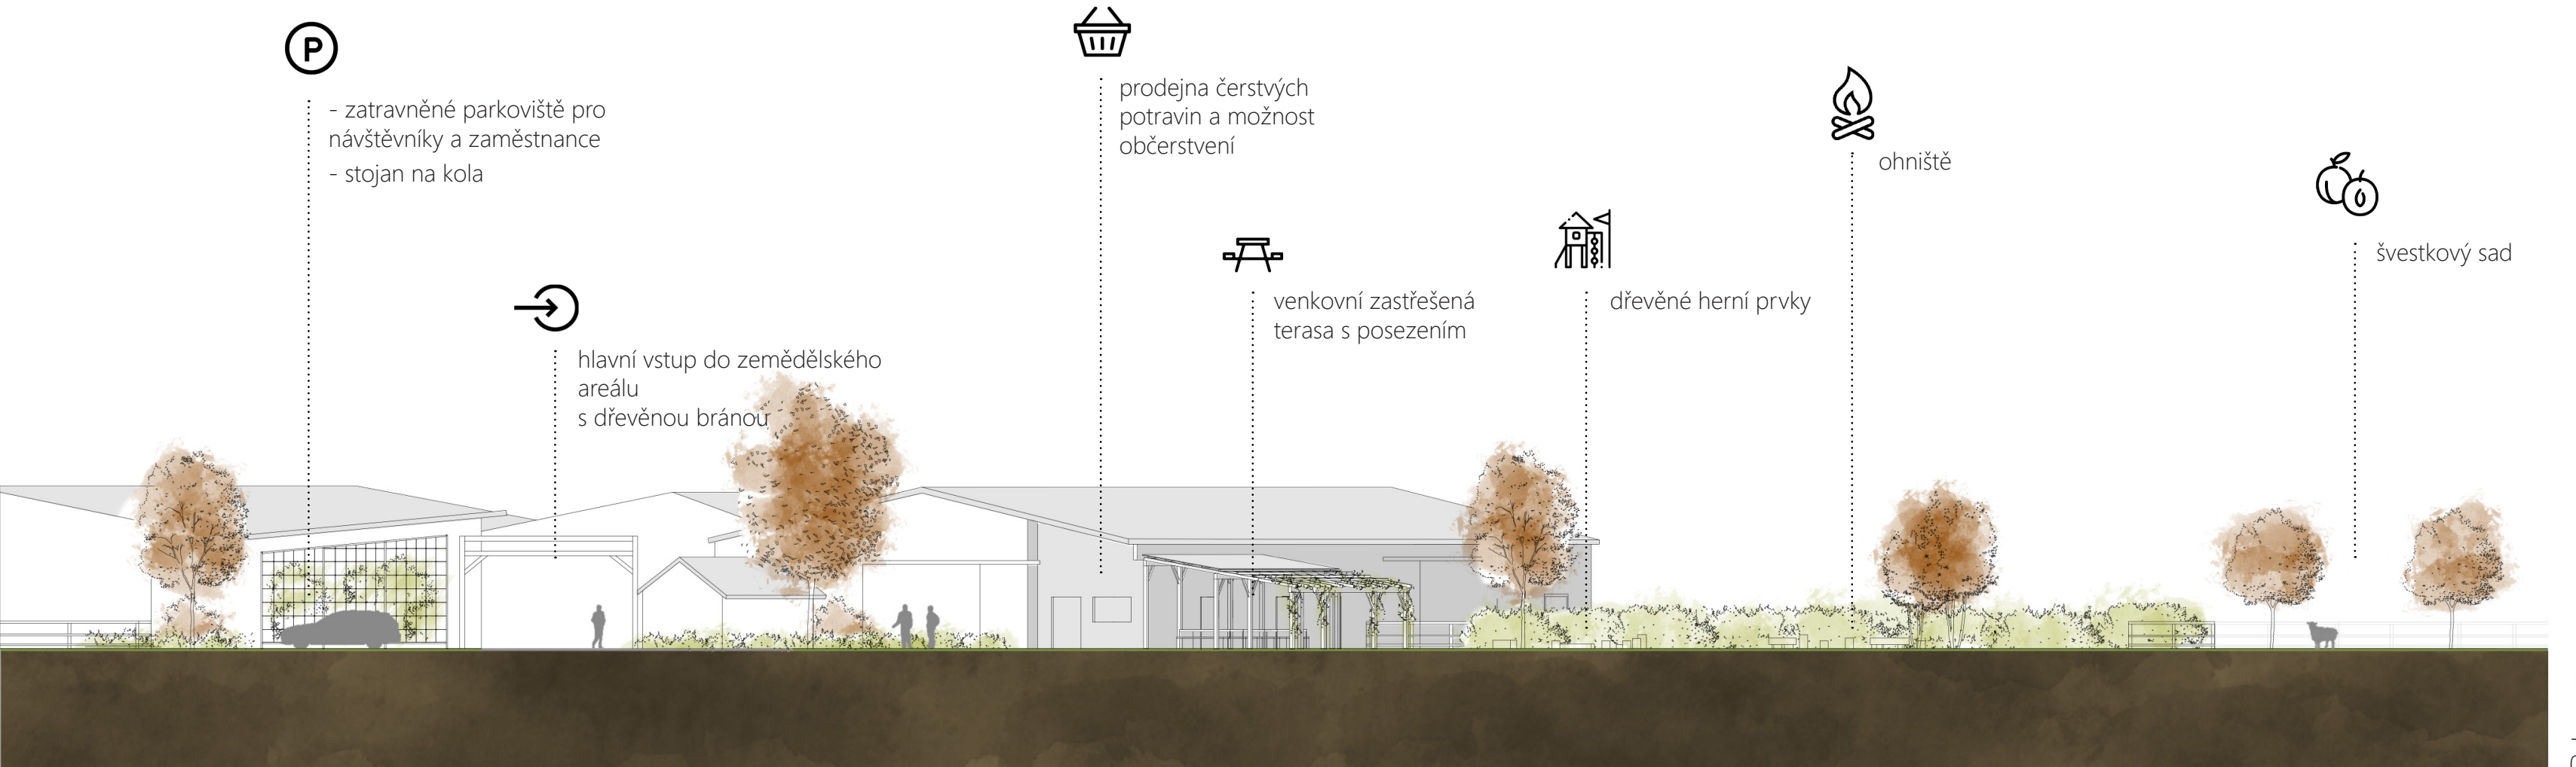 P
- zatravněné parkoviště pro
návštěvníky a zaměstnance
- stojan na kola
hlavní vstup do zemědělského
areálu
s dřevěnou bránou
prodejna čerstvých
potravin a možnost
občerstvení
venkovní zastřešená
terasa s posezením
dřevěné herní prvky
ohniště
švestkový sad